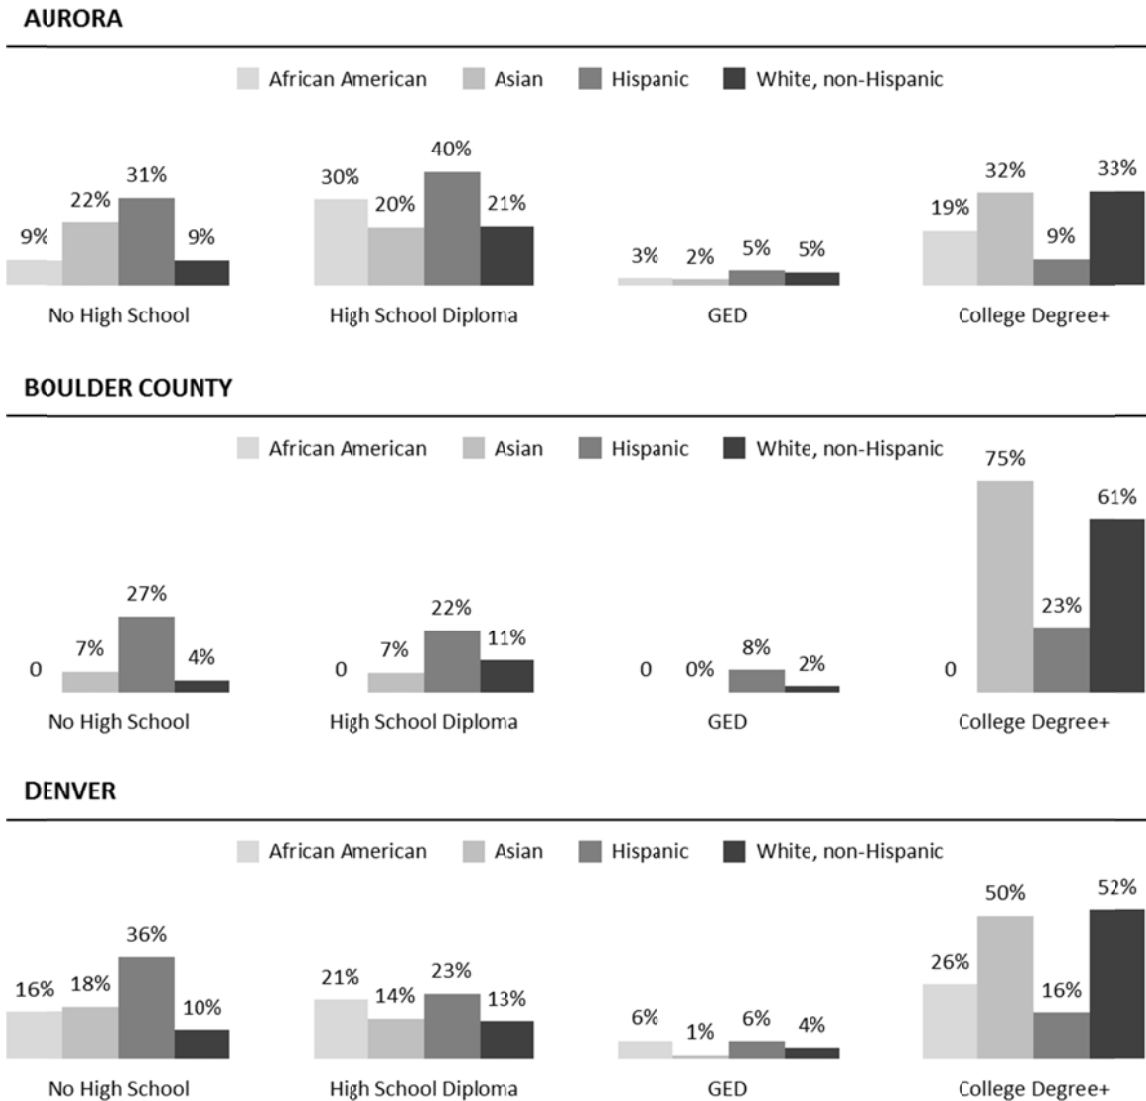 AURORA
African American Asian Hispanic White, non-Hispanic
9% 22% 31% 9% 30% 20% 40% 21% 3% 2% 5% 5% 19% 32% 9% 33%
No High School High School Diploma GED College Degree+
BOULDER COUNTY
African American Asian Hispanic White, non-Hispanic
0 7% 27% 4% 0 7% 22% 11% 0 0% 8% 2% 0 75% 23% 61%
No High School High School Diploma GED College Degree+
DENVER
African American Asian Hispanic White, non-Hispanic
16% 18% 36% 10% 21% 14% 23% 13% 6% 1% 6% 4% 26% 50% 16% 52%
No High School High School Diploma GED College Degree+